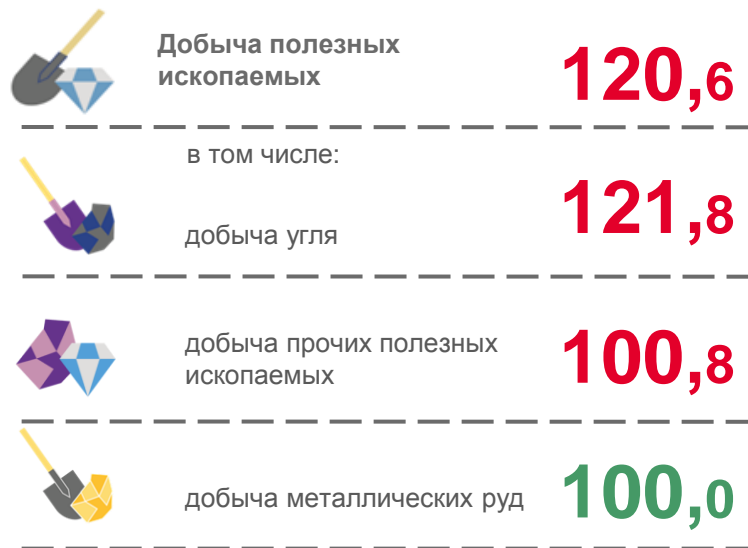 Добыча полезных
ископаемых
120,6
в том числе:
добыча угля
121,8
добыча прочих полезных
ископаемых
100,8
добыча металлических руд
100,0